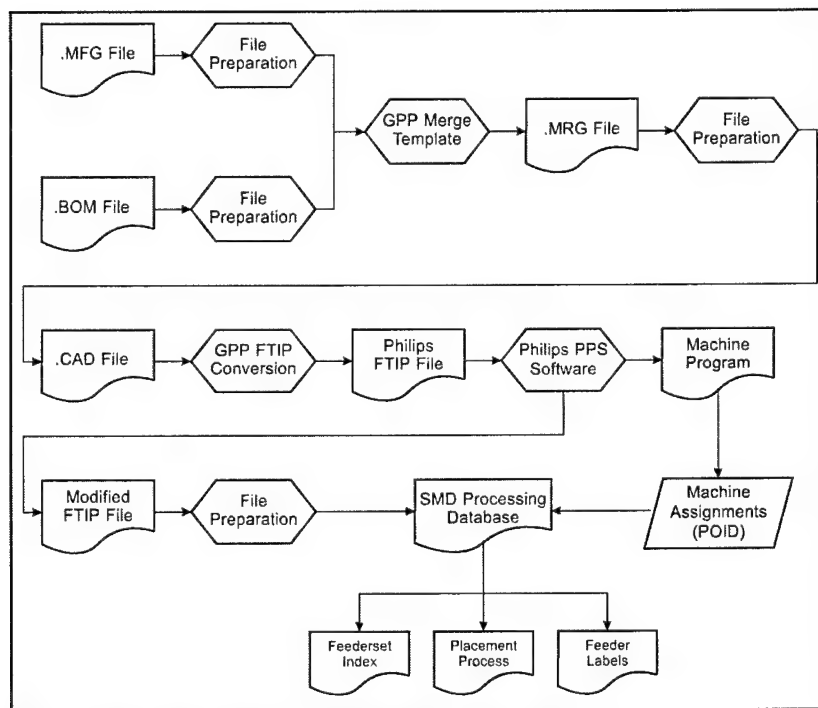 .MFG File
File
Preparation
GPP Merge
Template
.MRG File
File
Preparation
.BOM File
File
Preparation
.CAD File
GPP FTIP
Conversion
Philips
FTIP File
Philips PPS
Software
Machine
Program
Modified
FTIP File
File
Preparation
SMD Processing
Database
Machine
Assignments
(POID)
Feederset
Index
Placement
Process
Feeder
Labels